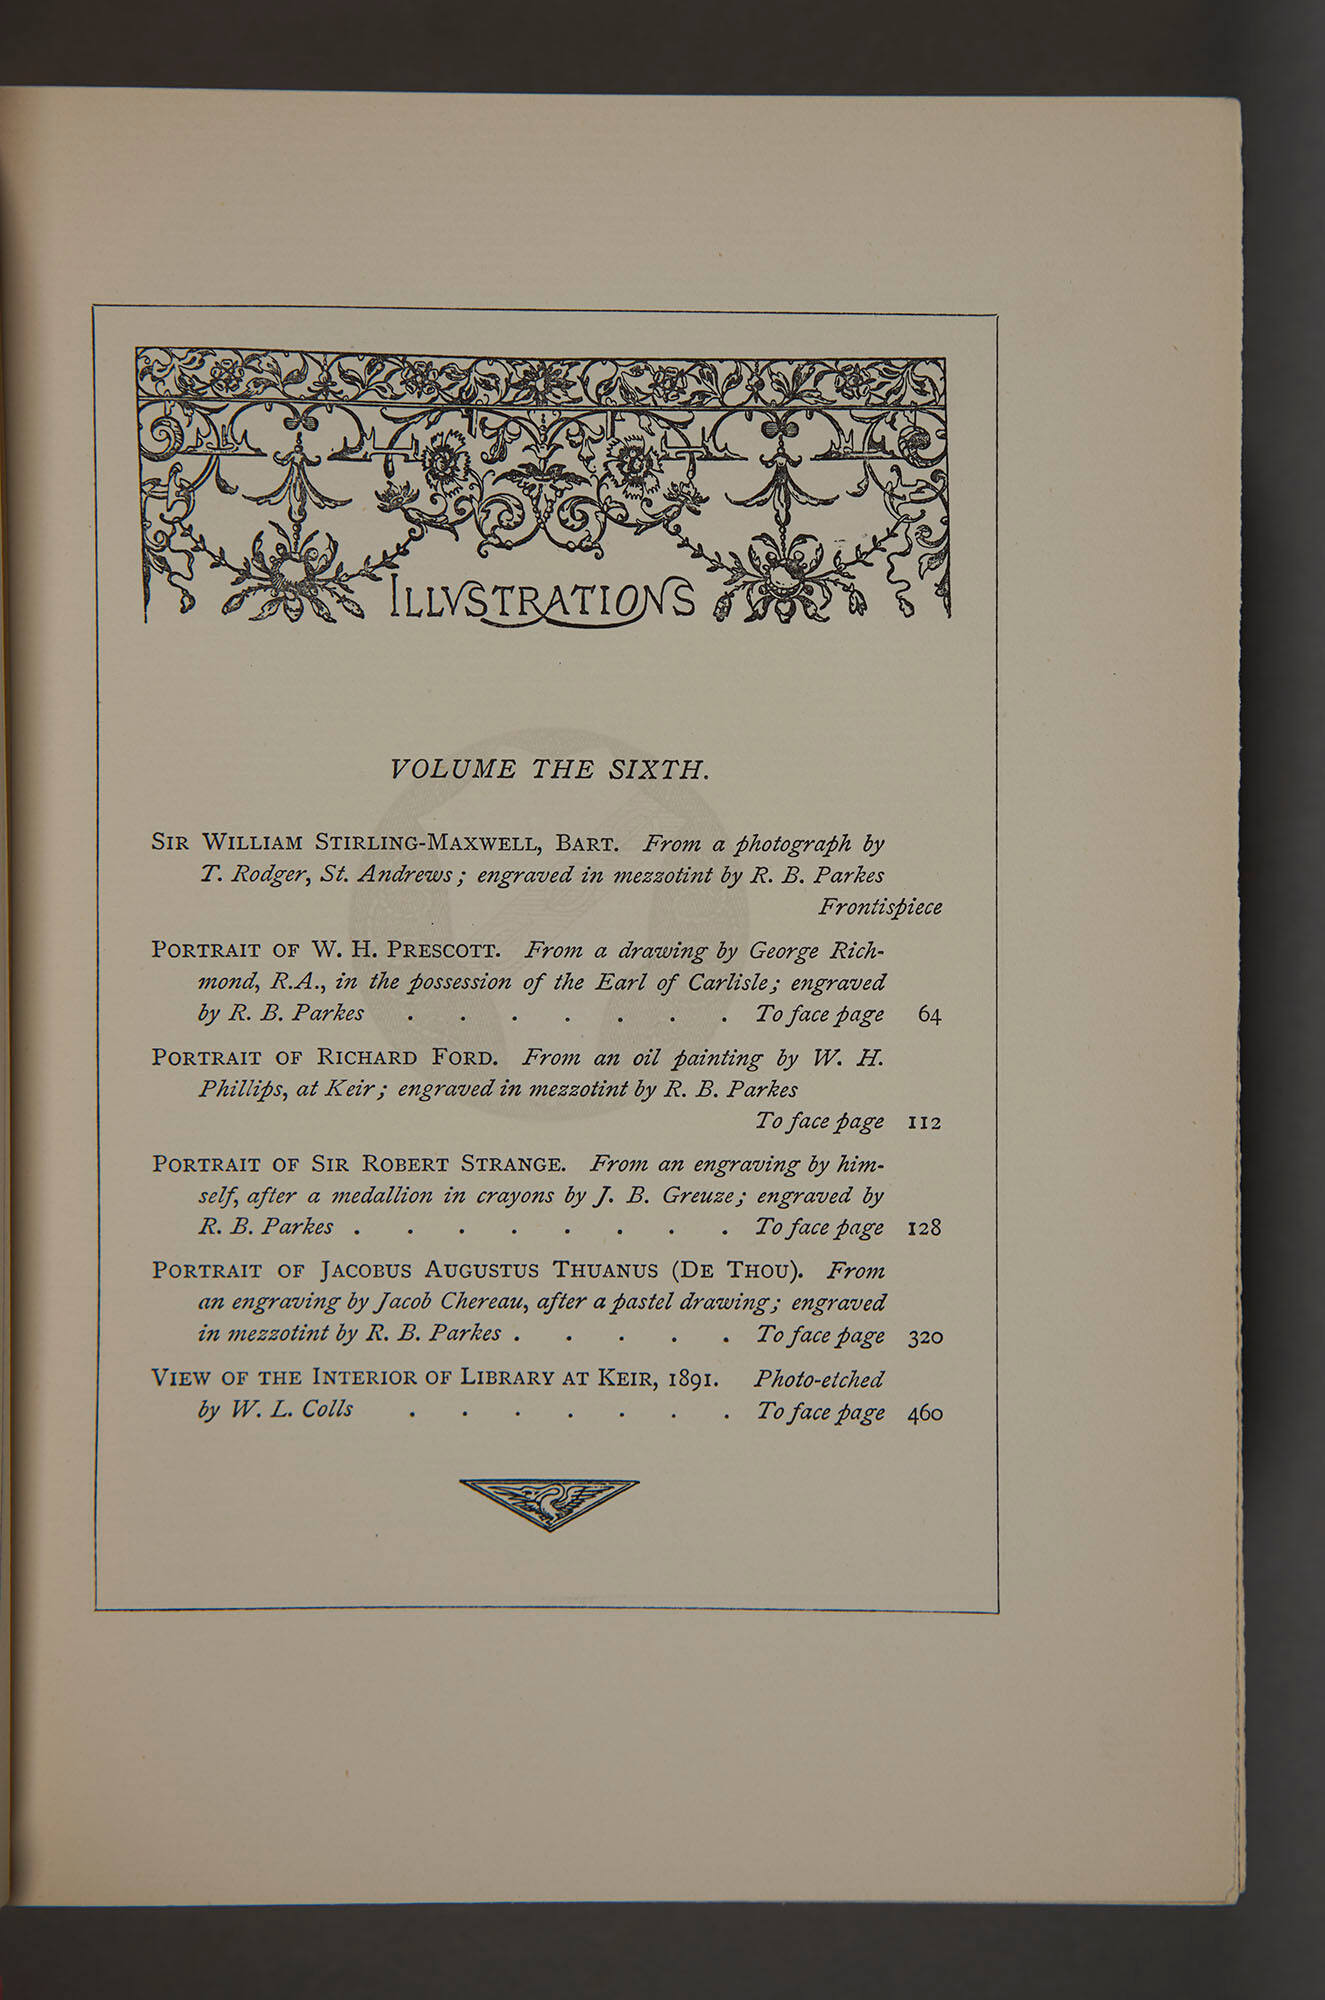 ILLVSTRATIONS
VOLUME THE SIXTH.
SIR WILLIAM STIRLING-MAXWELL, BART. From a photograph by
T. Rodger, St. Andrews; engraved in mezzotint by R. B. Parkes
Frontispiece
PORTRAIT OF W. H. PRESCOTT. From a drawing by George Rich-
mond, R.A., in the possession of the Earl of Carlisle; engraved
by R. B. Parkes . . . . . . . To face page 64
PORTRAIT OF RICHARD FORD. From an oil painting by W. H.
Phillips, at Keir; engraved in mezzotint by R. B. Parkes
To face page 112
PORTRAIT OF SIR ROBERT STRANGE. From an engraving by him-
self, after a medallion in crayons by J. B. Greuze; engraved by
R. B. Parkes . . . . . . . . To face page 128
PORTRAIT OF JACOBUS AUGUSTUS THUANUS (DE THOU). From
an engraving by Jacob Chereau, after a pastel drawing; engraved
in mezzotint by R. B. Parkes . . . . . To face page 320
VIEW OF THE INTERIOR OF LIBRARY AT KEIR, 1891. Photo-etched
by W. L. Colls . . . . . . . To face page 460